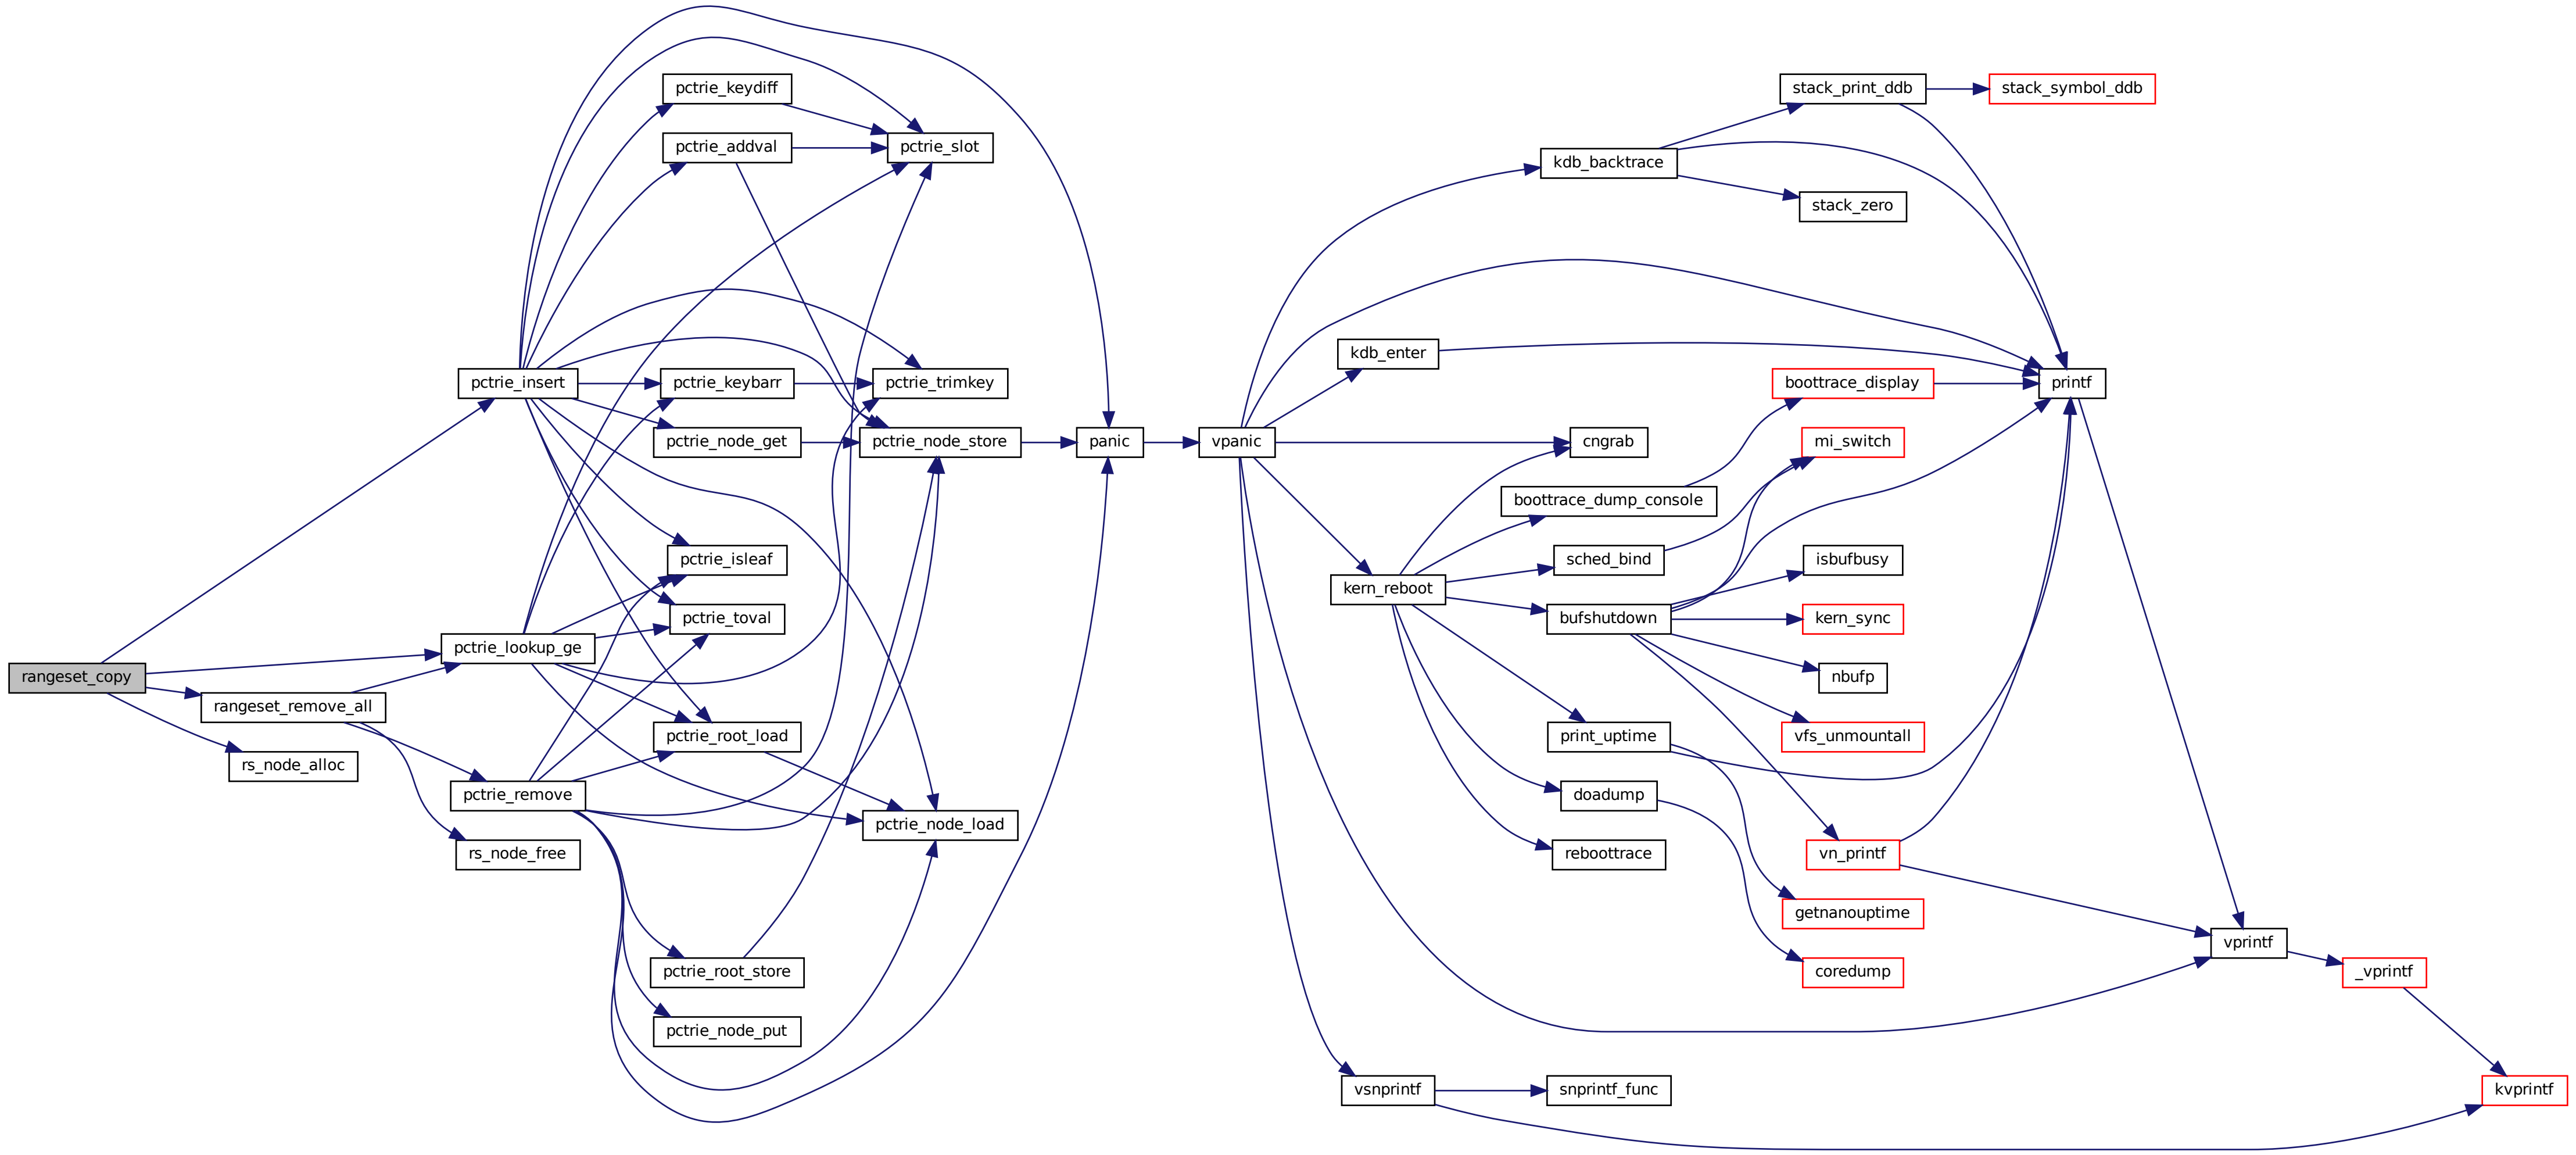 rangeset_copy
pctrie_insert
pctrie_lookup_ge
rangeset_remove_all
rs_node_alloc
pctrie_remove
rs_node_free
pctrie_keydiff
pctrie_addval
pctrie_slot
pctrie_keybarr
pctrie_trimkey
pctrie_node_get
pctrie_node_store
pctrie_isleaf
pctrie_toval
pctrie_root_load
pctrie_node_load
pctrie_root_store
pctrie_node_put
panic
vpanic
kdb_backtrace
stack_print_ddb
stack_symbol_ddb
stack_zero
kdb_enter
printf
boottrace_display
cngrab
mi_switch
boottrace_dump_console
sched_bind
isbufbusy
kern_reboot
bufshutdown
kern_sync
nbufp
print_uptime
vfs_unmountall
doadump
reboottrace
vn_printf
getnanouptime
coredump
vprintf
_vprintf
vsnprintf
snprintf_func
kvprintf